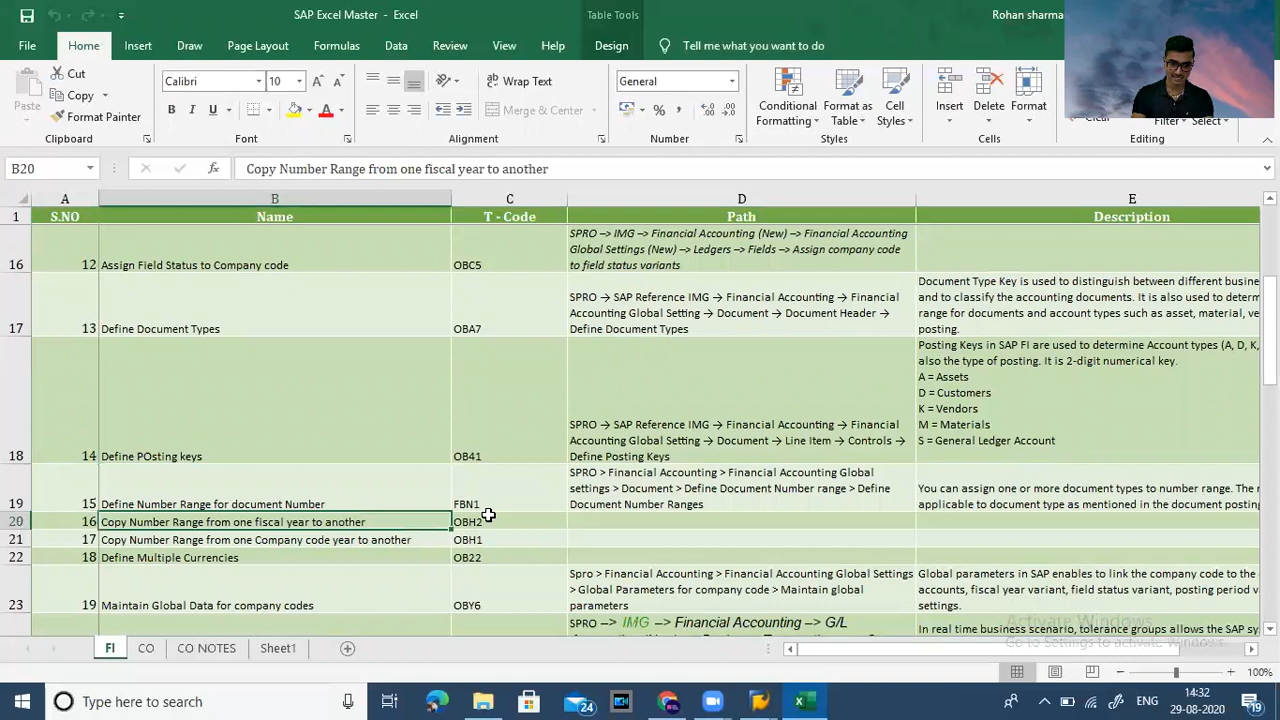 SAP Excel Master - Excel
Table Tools
Rohan sharma
File
Home
Insert
Draw
Page Layout
Formulas
Data
Review
View
Help
Design
Tell me what you want to do
Paste
Cut
Copy
Format Painter
Clipboard
Calibri
10
B I U
Font
Wrap Text
Merge & Center
Alignment
General
Number
Conditional
Formatting
Format as
Table
Cell
Styles
Styles
Insert
Delete
Format
Cells
Clear
Filter
Select
Editing
B20
fx
Copy Number Range from one fiscal year to another
A B C D E
1 S.NO Name T - Code Path Description
16 12 Assign Field Status to Company code OBC5
SPRO –> IMG –> Financial Accounting (New) –> Financial Accounting
Global Settings (New) –> Ledgers –> Fields –> Assign company code
to field status variants
17 13 Define Document Types OBA7
SPRO → SAP Reference IMG → Financial Accounting → Financial
Accounting Global Setting → Document → Document Header →
Define Document Types
Document Type Key is used to distinguish between different busine
and to classify the accounting documents. It is also used to determ
range for documents and account types such as asset, material, ve
posting.
18 14 Define POsting keys OB41
SPRO → SAP Reference IMG → Financial Accounting → Financial
Accounting Global Setting → Document → Line Item → Controls →
Define Posting Keys
Posting Keys in SAP FI are used to determine Account types (A, D, K,
also the type of posting. It is 2-digit numerical key.
A = Assets
D = Customers
K = Vendors
M = Materials
S = General Ledger Account
19 15 Define Number Range for document Number FBN1
SPRO > Financial Accounting > Financial Accounting Global
settings > Document > Define Document Number range > Define
Document Number Ranges
You can assign one or more document types to number range. The n
applicable to document type as mentioned in the document posting
20 16 Copy Number Range from one fiscal year to another OBH2
21 17 Copy Number Range from one Company code year to another OBH1
22 18 Define Multiple Currencies OB22
23 19 Maintain Global Data for company codes OBY6
Spro > Financial Accounting > Financial Accounting Global Settings
> Global Parameters for company code > Maintain global
parameters
Global parameters in SAP enables to link the company code to the
accounts, fiscal year variant, field status variant, posting period v
settings.
SPRO –> IMG –> Financial Accounting –> G/L
In real time business scenario, tolerance groups allows the SAP sy
Activate Windows
Go to Settings to activate Windows.
FI
CO
CO NOTES
Sheet1
100%
Type here to search
24
ENG
14:32
29-08-2020
19